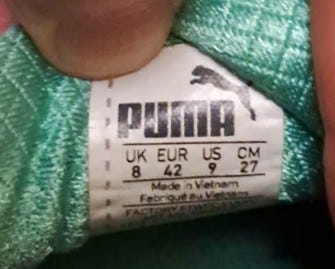 PUMA
UK EUR US CM
8 42 9 27
Made in Vietnam
Fabriqué au Vietnam